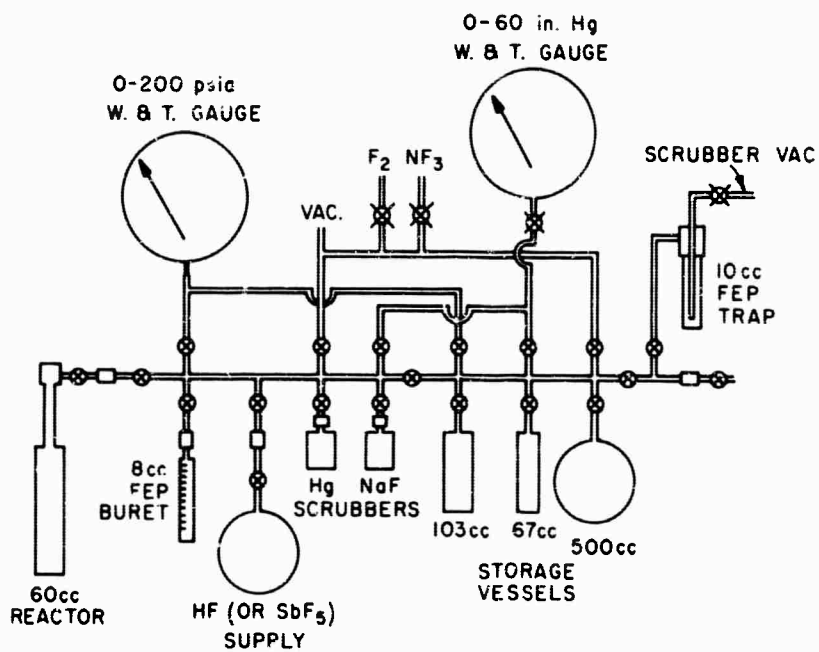 0-60 in. Hg
W. & T. GAUGE
0-200 psia
W. & T. GAUGE
F₂
NF₃
SCRUBBER VAC
VAC.
10cc
FEP
TRAP
8cc
FEP
BURET
Hg
NaF
SCRUBBERS
103cc
67cc
500cc
STORAGE
VESSELS
60cc
REACTOR
HF (OR SbF₅)
SUPPLY